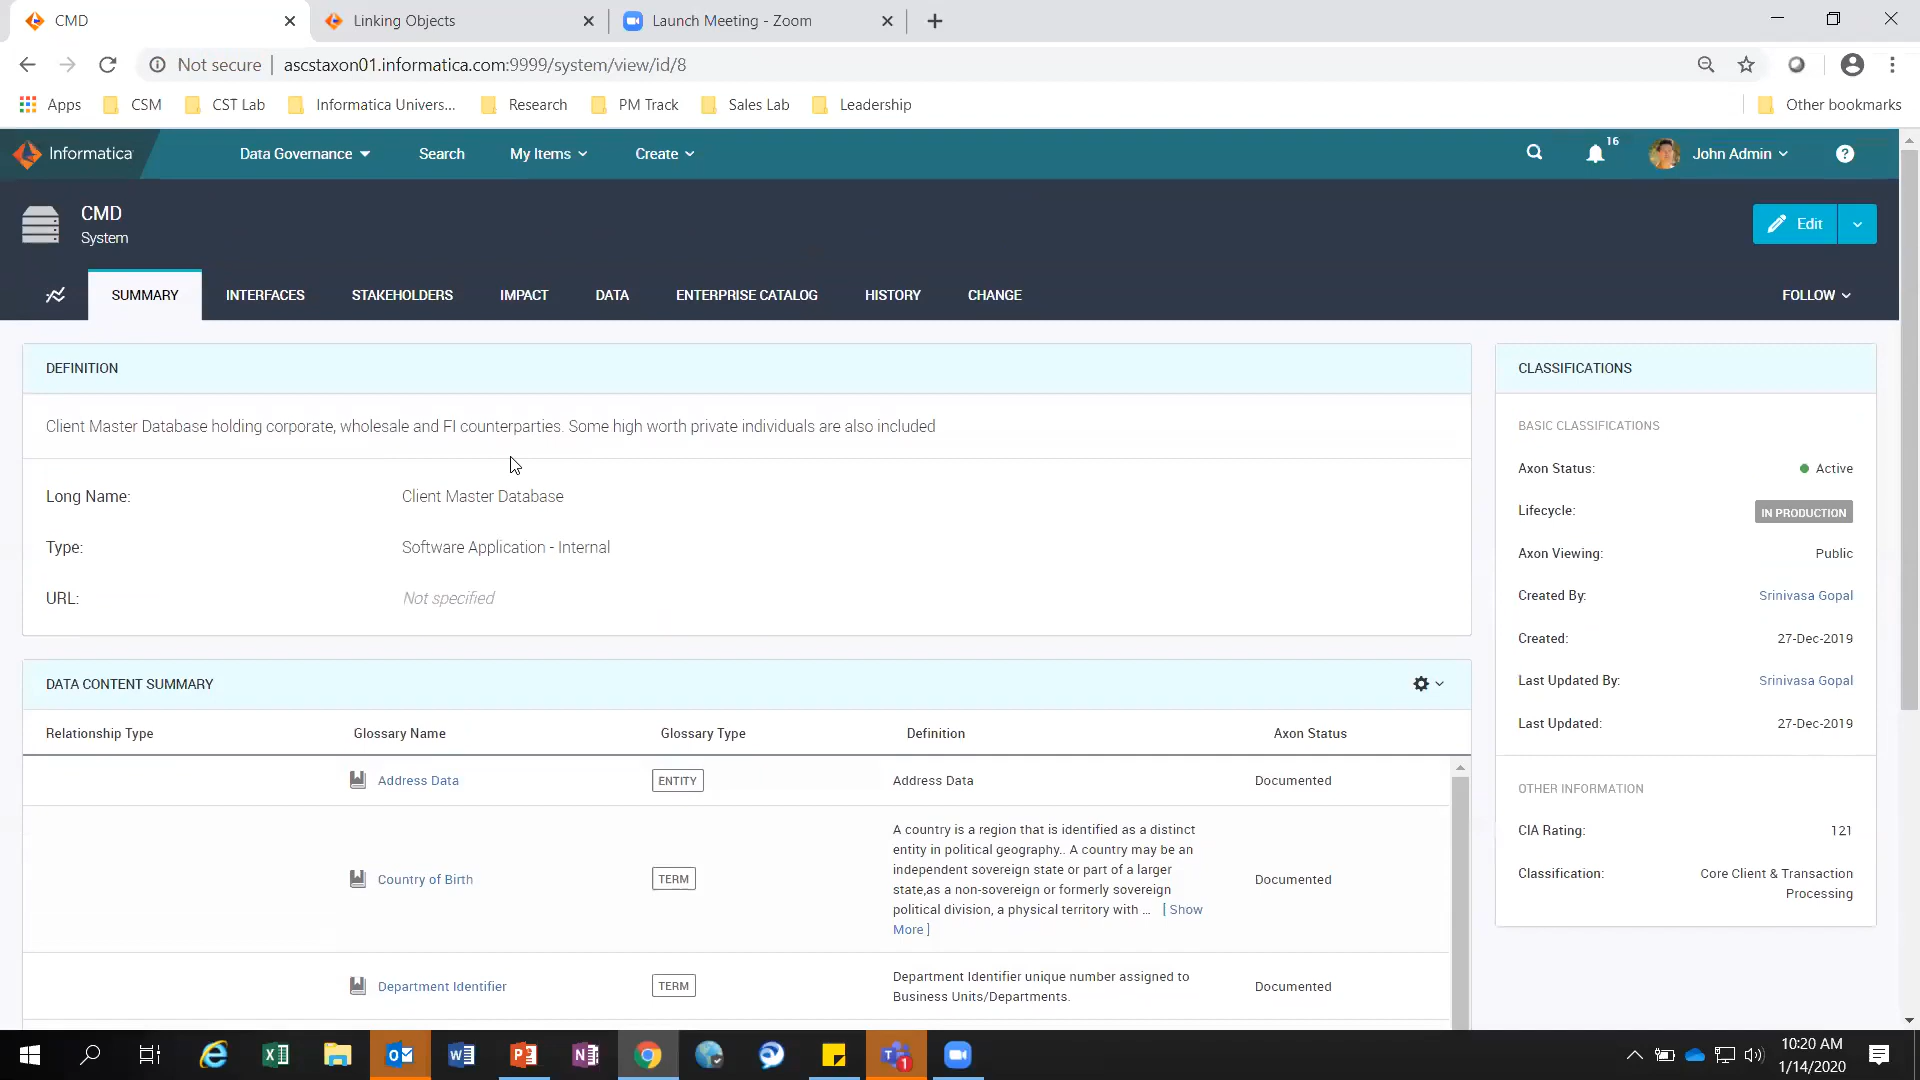 CMD
Linking Objects
Launch Meeting - Zoom
Not secure
ascstaxon01.informatica.com:9999/system/view/id/8
Apps
CSM
CST Lab
Informatica Univers...
Research
PM Track
Sales Lab
Leadership
Other bookmarks
Informatica
Data Governance
Search
My Items
Create
16
John Admin
?
CMD
System
Edit
SUMMARY
INTERFACES
STAKEHOLDERS
IMPACT
DATA
ENTERPRISE CATALOG
HISTORY
CHANGE
FOLLOW
DEFINITION
Client Master Database holding corporate, wholesale and FI counterparties. Some high worth private individuals are also included
Long Name: Client Master Database
Type: Software Application - Internal
URL: Not specified
DATA CONTENT SUMMARY
Relationship Type Glossary Name Glossary Type Definition Axon Status
Address Data ENTITY Address Data Documented
Country of Birth TERM
A country is a region that is identified as a distinct
entity in political geography.. A country may be an
independent sovereign state or part of a larger
state,as a non-sovereign or formerly sovereign
political division, a physical territory with ... [ Show
More ]
Documented
Department Identifier TERM
Department Identifier unique number assigned to
Business Units/Departments.
Documented
CLASSIFICATIONS
BASIC CLASSIFICATIONS
Axon Status: Active
Lifecycle: IN PRODUCTION
Axon Viewing: Public
Created By: Srinivasa Gopal
Created: 27-Dec-2019
Last Updated By: Srinivasa Gopal
Last Updated: 27-Dec-2019
OTHER INFORMATION
CIA Rating: 121
Classification: Core Client & Transaction
Processing
10:20 AM
1/14/2020